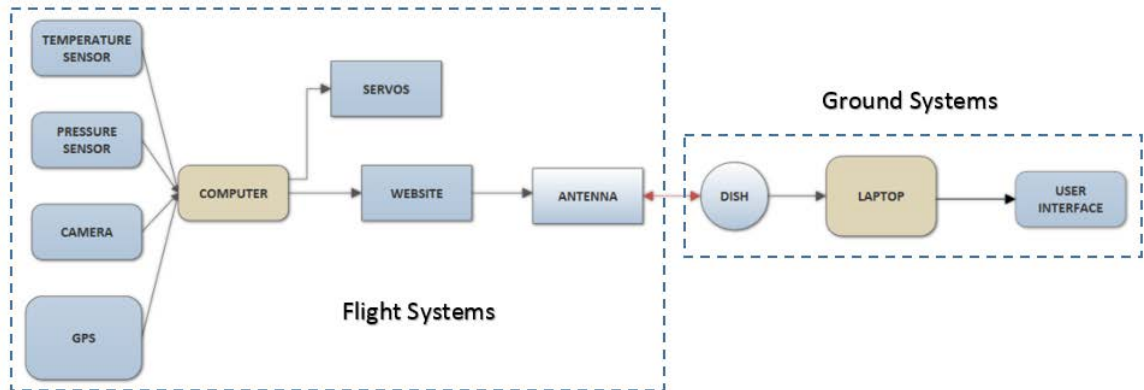 TEMPERATURE
SENSOR
SERVOS
Ground Systems
PRESSURE
SENSOR
COMPUTER
WEBSITE
ANTENNA
DISH
LAPTOP
USER
INTERFACE
CAMERA
Flight Systems
GPS